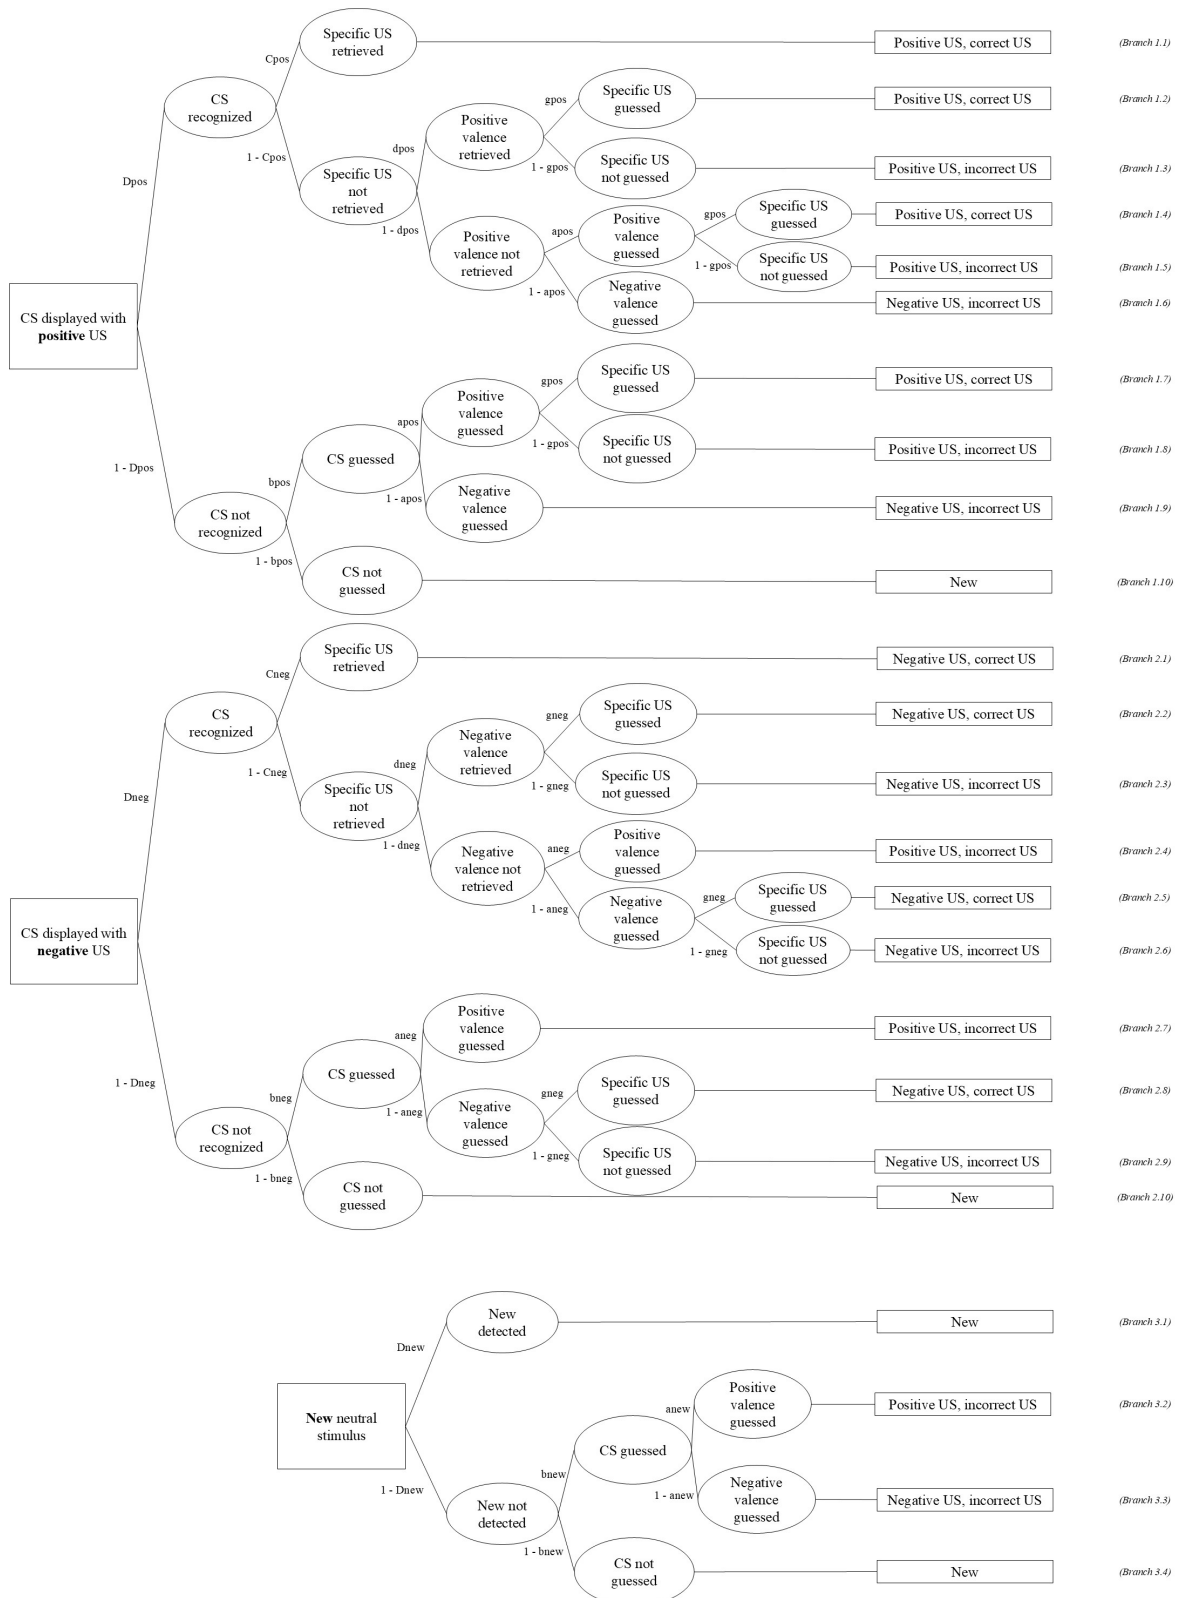 Specific US
retrieved
Cpos
Positive US, correct US
(Branch 1.1)
CS
recognized
Specific US
guessed
gpos
Positive US, correct US
(Branch 1.2)
Positive
valence
retrieved
dpos
1 - Cpos
1 - gpos
Specific US
not guessed
Positive US, incorrect US
(Branch 1.3)
Dpos
Specific US
not
retrieved
Specific US
guessed
gpos
Positive US, correct US
(Branch 1.4)
1 - dpos
Positive
valence not
retrieved
apos
Positive
valence
guessed
1 - gpos
Specific US
not guessed
Positive US, incorrect US
(Branch 1.5)
1 - apos
Negative
valence
guessed
Negative US, incorrect US
(Branch 1.6)
CS displayed with
positive US
Specific US
guessed
gpos
Positive US, correct US
(Branch 1.7)
Positive
valence
guessed
apos
1 - gpos
Specific US
not guessed
Positive US, incorrect US
(Branch 1.8)
CS guessed
1 - Dpos
bpos
1 - apos
Negative
valence
guessed
Negative US, incorrect US
(Branch 1.9)
CS not
recognized
1 - bpos
CS not
guessed
New
(Branch 1.10)
Specific US
retrieved
Cneg
Negative US, correct US
(Branch 2.1)
CS
recognized
Specific US
guessed
gneg
Negative US, correct US
(Branch 2.2)
Negative
valence
retrieved
dneg
1 - Cneg
1 - gneg
Specific US
not guessed
Negative US, incorrect US
(Branch 2.3)
Dneg
Specific US
not
retrieved
1 - dneg
Negative
valence not
retrieved
aneg
Positive
valence
guessed
Positive US, incorrect US
(Branch 2.4)
1 - aneg
Negative
valence
guessed
gneg
Specific US
guessed
Negative US, correct US
(Branch 2.5)
1 - gneg
Specific US
not guessed
Negative US, incorrect US
(Branch 2.6)
CS displayed with
negative US
Positive
valence
guessed
aneg
Positive US, incorrect US
(Branch 2.7)
CS guessed
1 - Dneg
bneg
1 - aneg
Negative
valence
guessed
gneg
Specific US
guessed
Negative US, correct US
(Branch 2.8)
1 - gneg
Specific US
not guessed
Negative US, incorrect US
(Branch 2.9)
CS not
recognized
1 - bneg
CS not
guessed
New
(Branch 2.10)
New
detected
Dnew
New
(Branch 3.1)
New neutral
stimulus
Positive
valence
guessed
anew
Positive US, incorrect US
(Branch 3.2)
CS guessed
bnew
1 - Dnew
1 - anew
Negative
valence
guessed
Negative US, incorrect US
(Branch 3.3)
New not
detected
1 - bnew
CS not
guessed
New
(Branch 3.4)